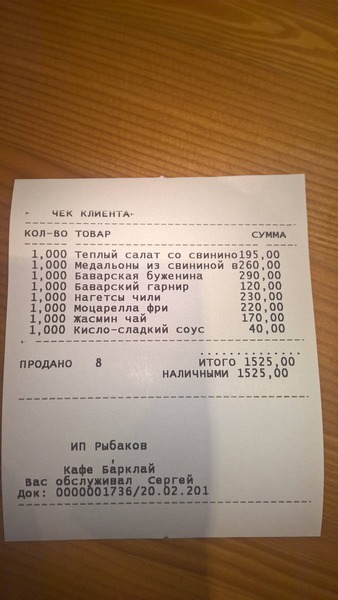 ← ЧЕК КЛИЕНТА←
КОЛ-ВО ТОВАР СУММА
1,000 Теплый салат со свинино195,00
1,000 Медальоны из свининой в260,00
1,000 Баварская буженина 290,00
1,000 Баварский гарнир 120,00
1,000 Нагетсы чили 230,00
1,000 Моцарелла фри 220,00
1,000 Жасмин чай 170,00
1,000 Кисло-сладкий соус 40,00
ПРОДАНО 8 ИТОГО 1525,00
НАЛИЧНЫМИ 1525,00
ИП Рыбаков
,
Кафе Барклай
Вас обслуживал Сергей
Док: 0000001736/20.02.201